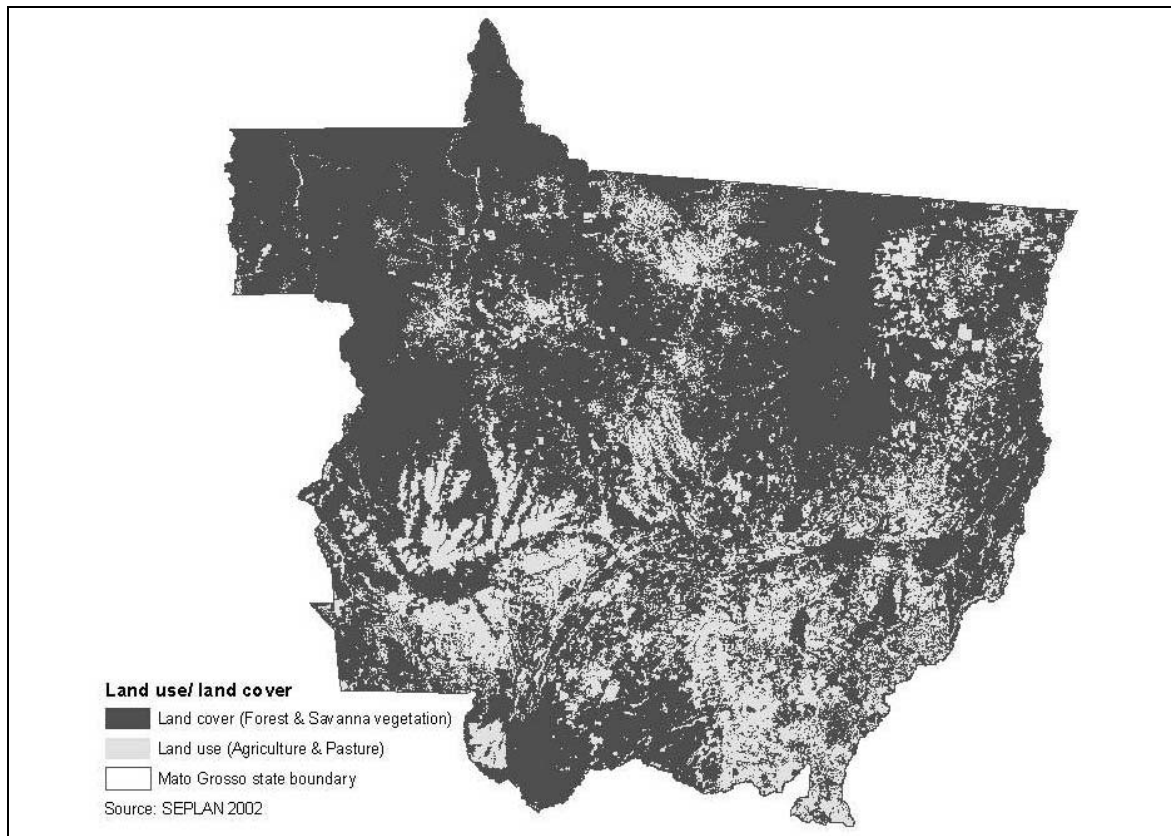 Land use/ land cover
Land cover (Forest & Savanna vegetation)
Land use (Agriculture & Pasture)
Mato Grosso state boundary
Source: SEPLAN 2002